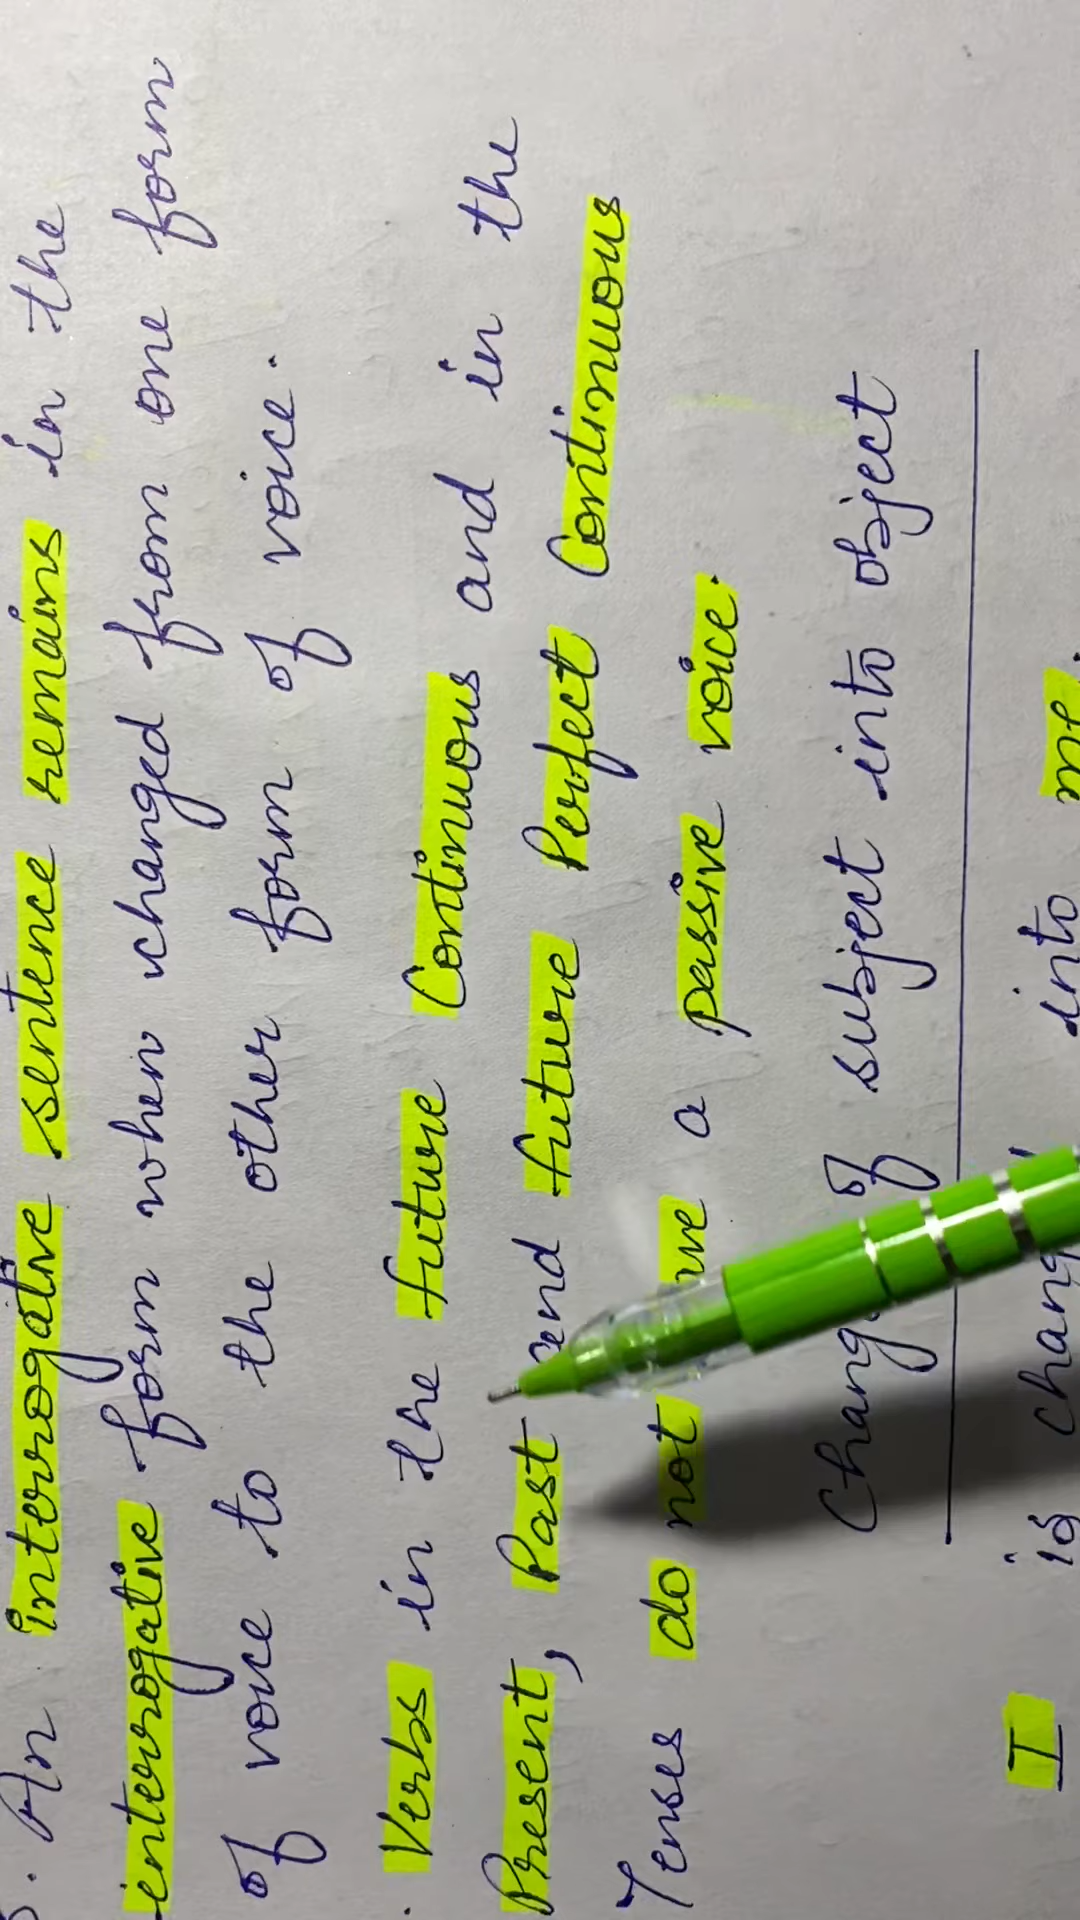 An interrogative sentence remains in the
interrogative form when changed from one form
of voice to the other form of voice.
Verbs in the future Continuous and in the
Present, Past and future Perfect Continuous
Tenses do not a passive voice.
Change of subject into object
I is into me.